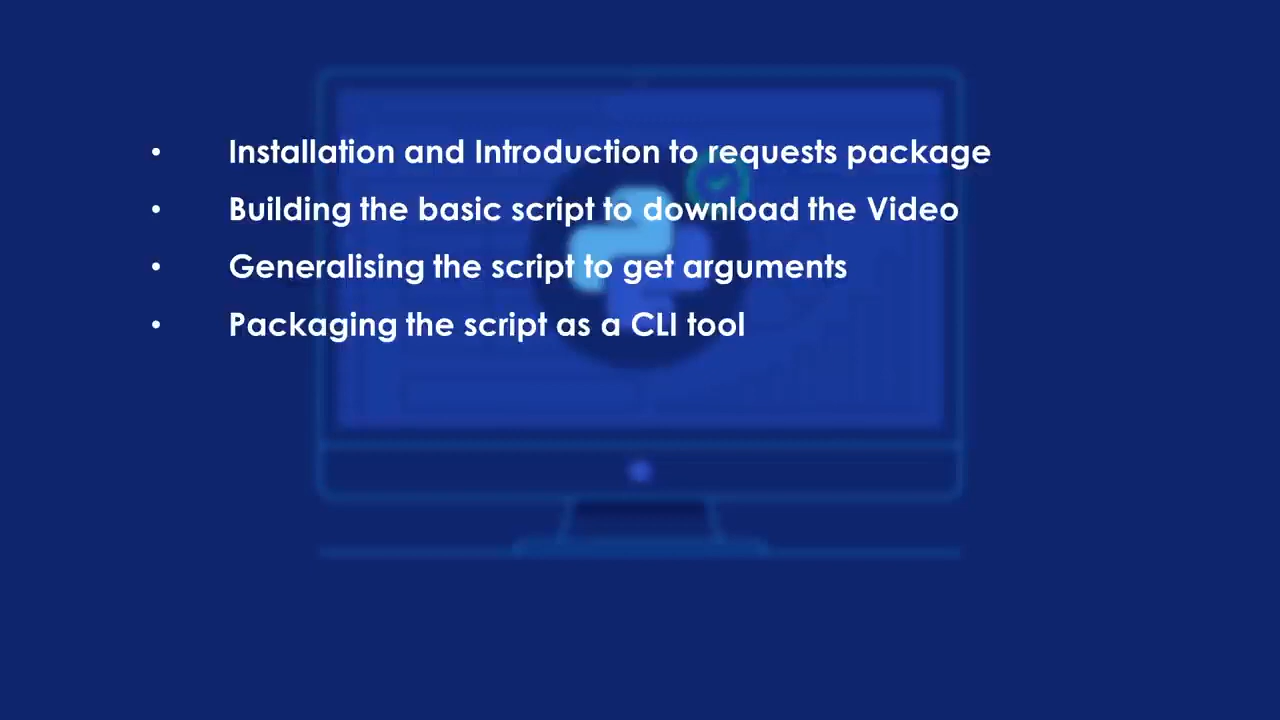 • Installation and Introduction to requests package
• Building the basic script to download the Video
• Generalising the script to get arguments
• Packaging the script as a CLI tool